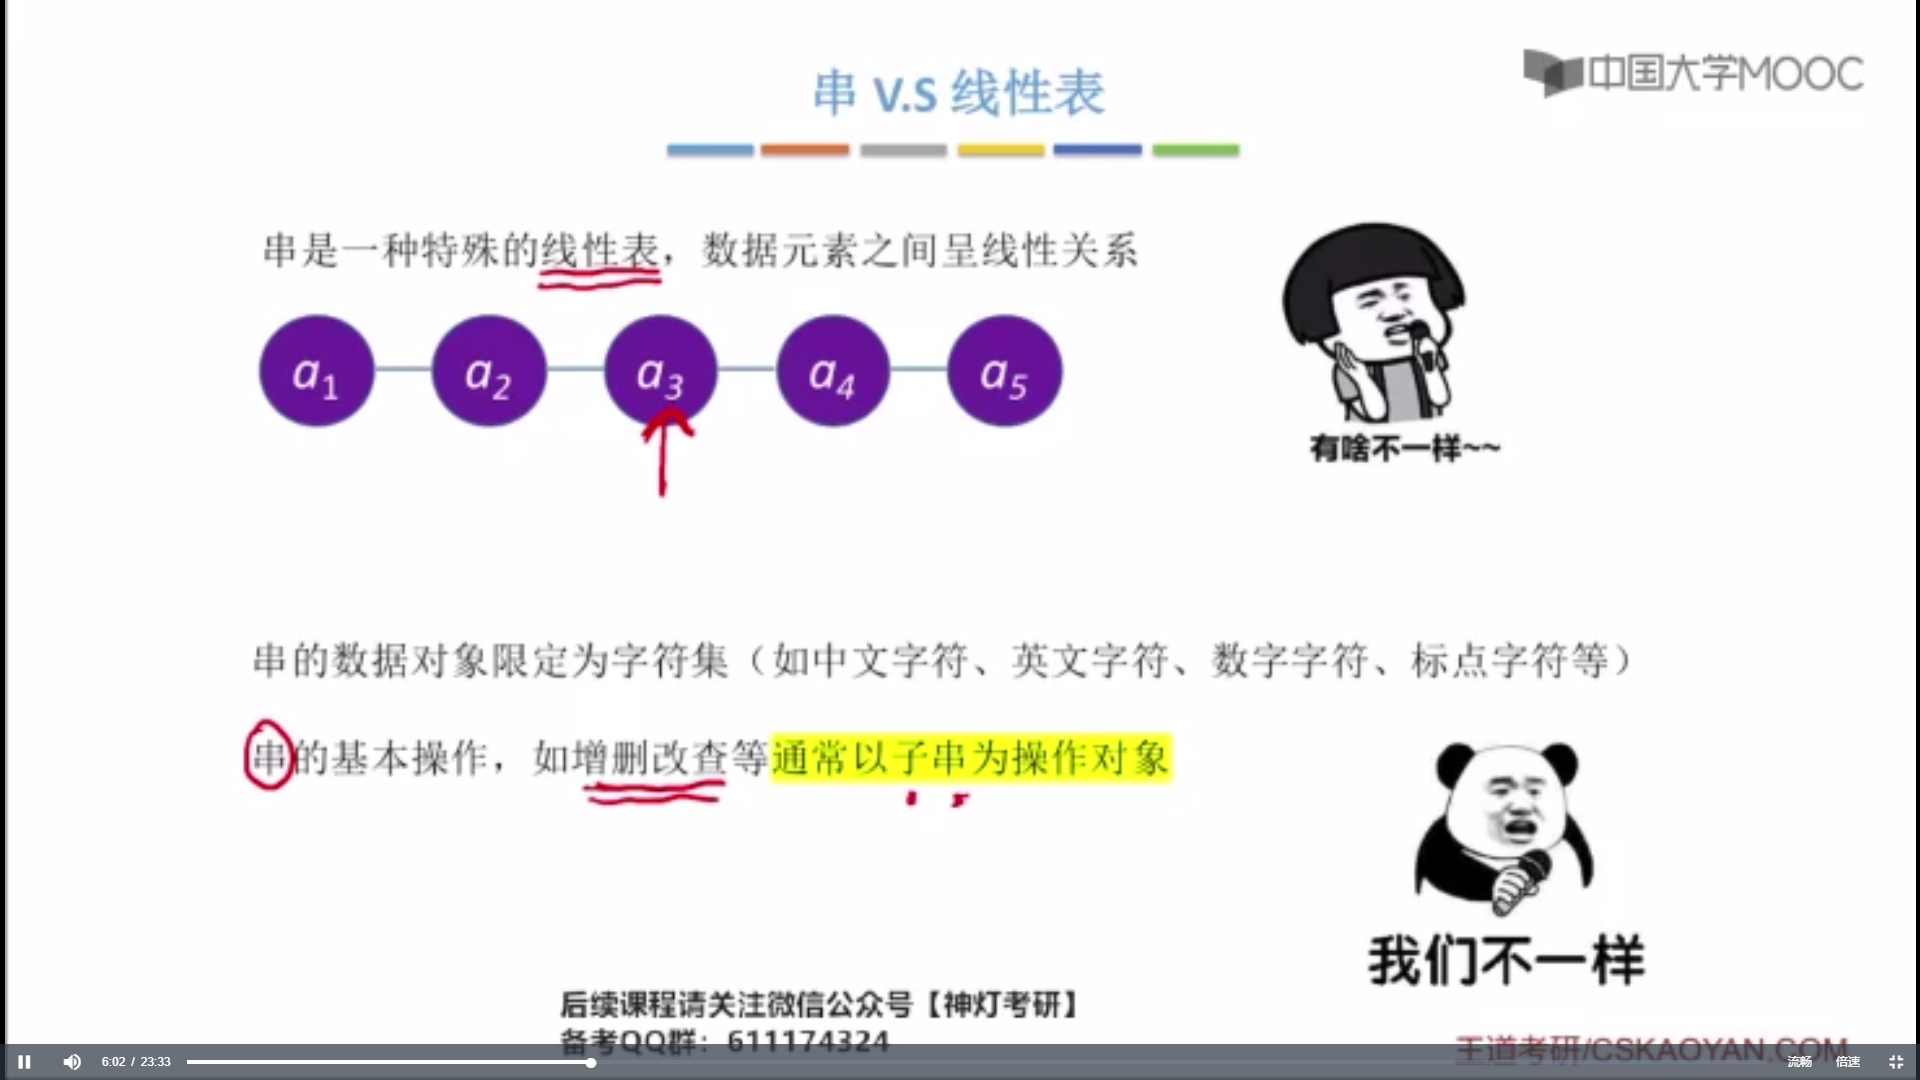 中国大学MOOC
串 V.S 线性表
串是一种特殊的线性表，数据元素之间呈线性关系
a1 a2 a3 a4 a5
有啥不一样~~
串的数据对象限定为字符集（如中文字符、英文字符、数字字符、标点字符等）
串的基本操作，如增删改查等通常以子串为操作对象
我们不一样
后续课程请关注微信公众号【神灯考研】
备考QQ群：611174324
王道考研/CSKAOYAN.COM
6:02 / 23:33
流畅 倍速